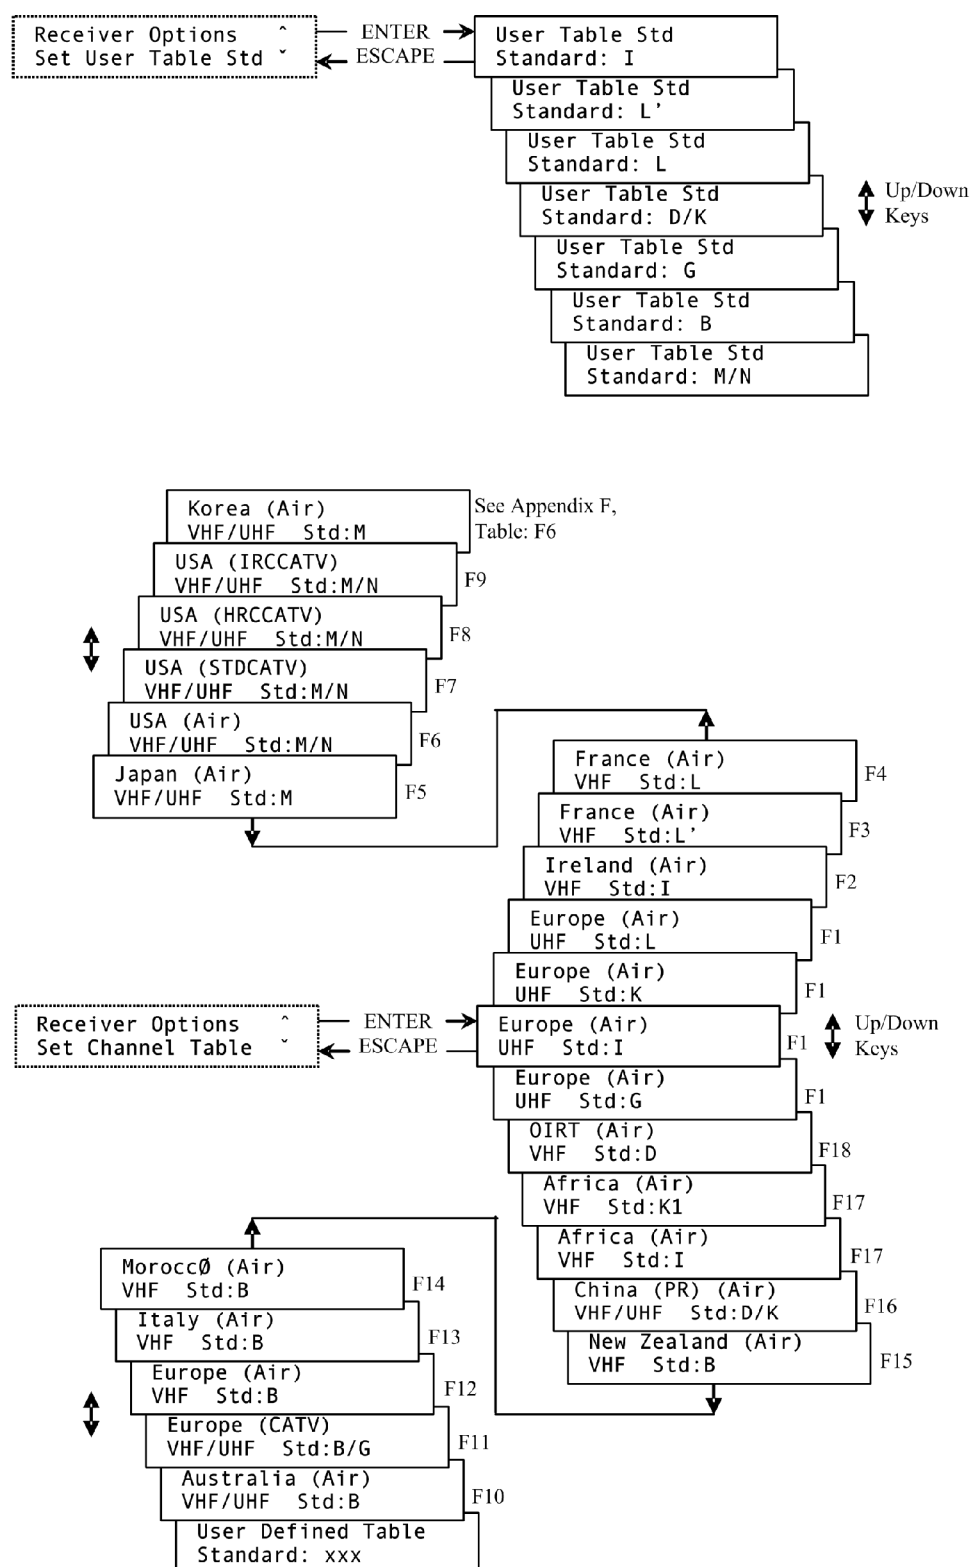 Receiver Options ˆ
Set User Table Std ˇ
ENTER
ESCAPE
User Table Std
Standard: I
User Table Std
Standard: L’
User Table Std
Standard: L
User Table Std
Standard: D/K
User Table Std
Standard: G
User Table Std
Standard: B
User Table Std
Standard: M/N
Up/Down
Keys
Korea (Air)
VHF/UHF Std:M
See Appendix F,
Table: F6
USA (IRCCATV)
VHF/UHF Std:M/N
F9
USA (HRCCATV)
VHF/UHF Std:M/N
F8
USA (STDCATV)
VHF/UHF Std:M/N
F7
USA (Air)
VHF/UHF Std:M/N
F6
Japan (Air)
VHF/UHF Std:M
F5
France (Air)
VHF Std:L
F4
France (Air)
VHF Std:L’
F3
Ireland (Air)
VHF Std:I
F2
Europe (Air)
UHF Std:L
F1
Europe (Air)
UHF Std:K
F1
Receiver Options ˆ
Set Channel Table ˇ
ENTER
ESCAPE
Europe (Air)
UHF Std:I
F1
Up/Down
Keys
Europe (Air)
UHF Std:G
F1
OIRT (Air)
VHF Std:D
F18
Africa (Air)
VHF Std:K1
F17
Africa (Air)
VHF Std:I
F17
China (PR) (Air)
VHF/UHF Std:D/K
F16
New Zealand (Air)
VHF Std:B
F15
MoroccØ (Air)
VHF Std:B
F14
Italy (Air)
VHF Std:B
F13
Europe (Air)
VHF Std:B
F12
Europe (CATV)
VHF/UHF Std:B/G
F11
Australia (Air)
VHF/UHF Std:B
F10
User Defined Table
Standard: xxx